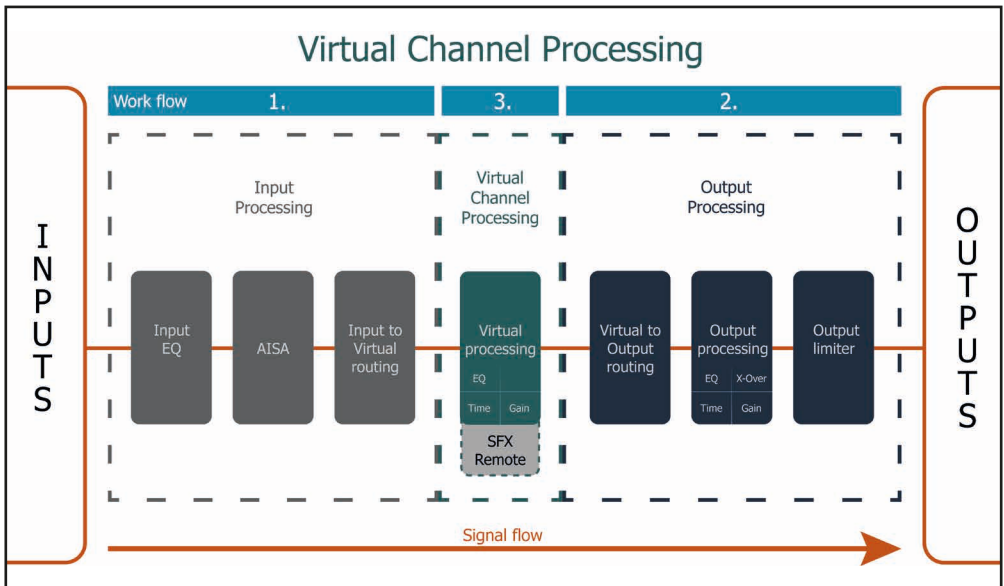 Virtual Channel Processing
Work flow
1.
3.
2.
INPUTS
Input
Processing
Virtual
Channel
Processing
Output
Processing
OUTPUTS
Input
EQ
AISA
Input to
Virtual
routing
Virtual
processing
EQ
Time
Gain
SFX
Remote
Virtual to
Output
routing
Output
processing
EQ
X-Over
Time
Gain
Output
limiter
Signal flow